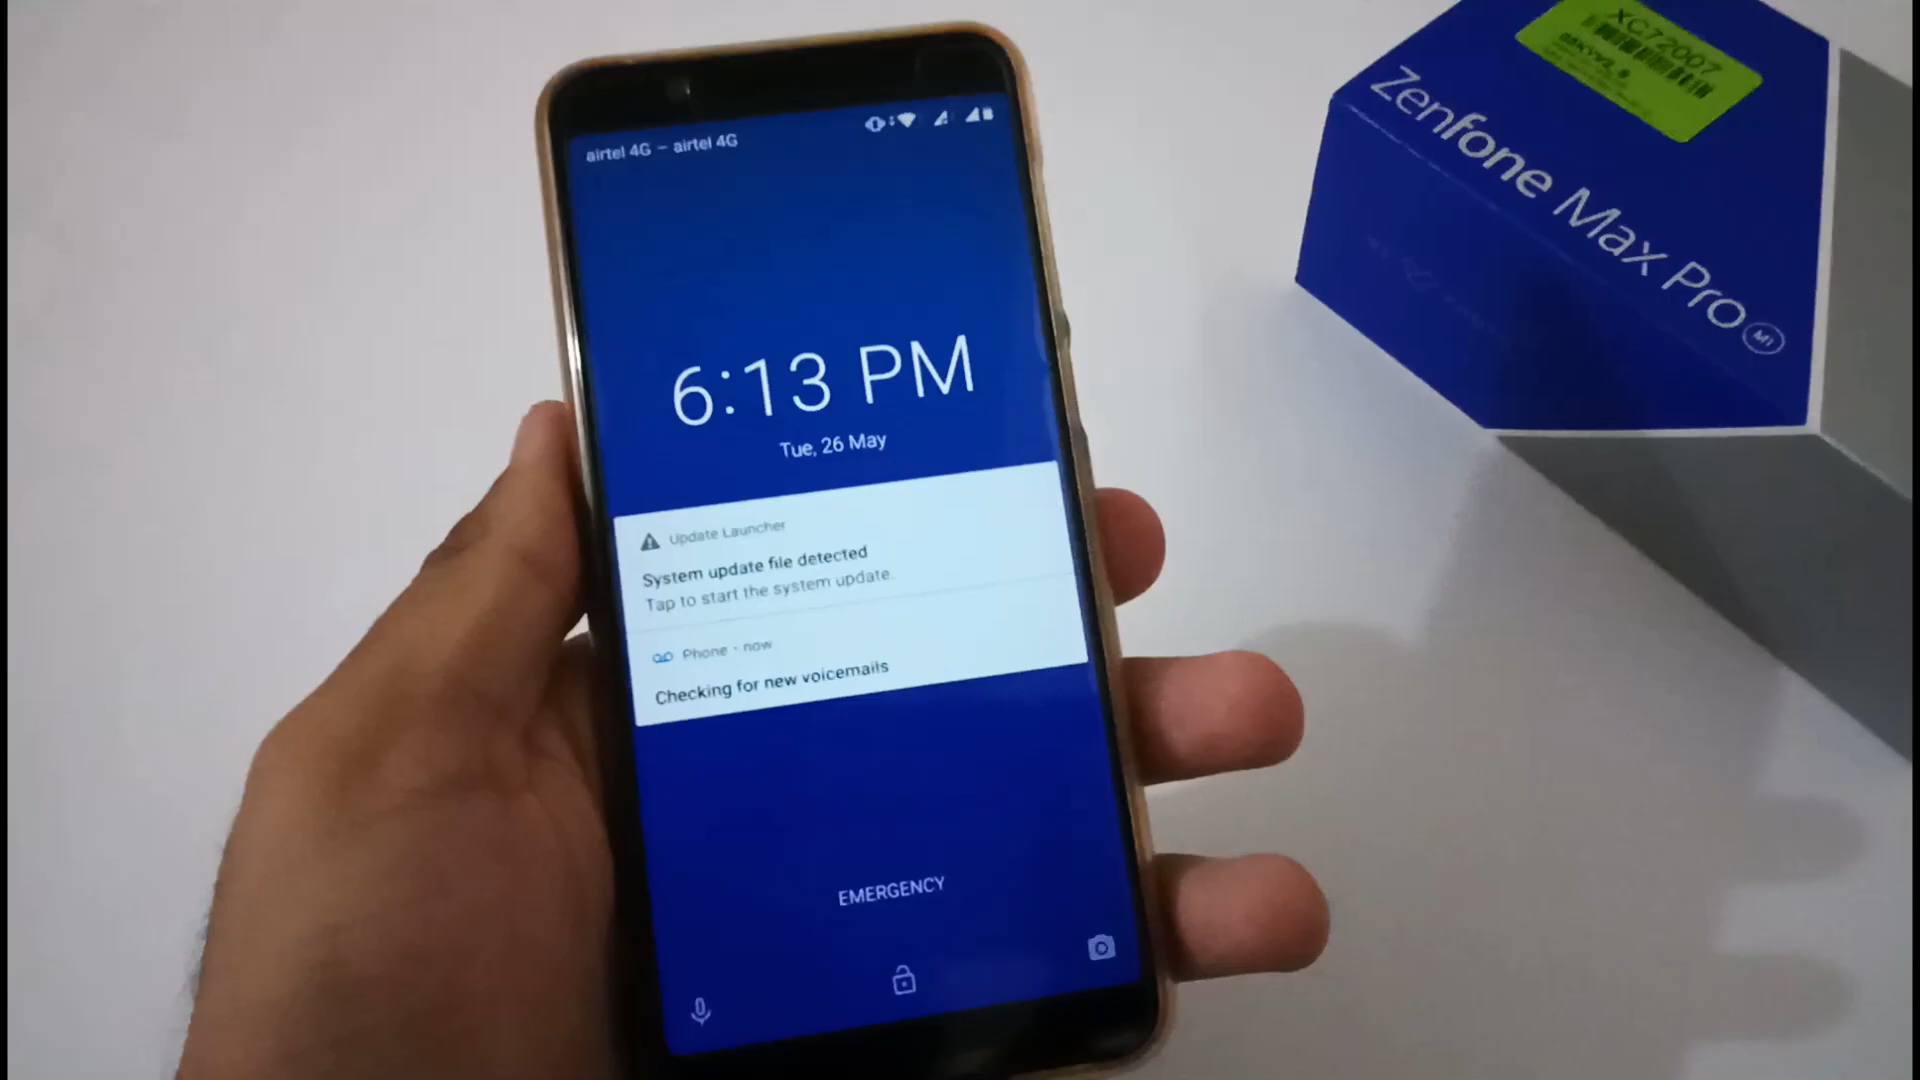 airtel 4G – airtel 4G
6:13 PM
Tue, 26 May
Update Launcher
System update file detected
Tap to start the system update.
Phone · now
Checking for new voicemails
EMERGENCY
XC72007
Zenfone Max Pro M1